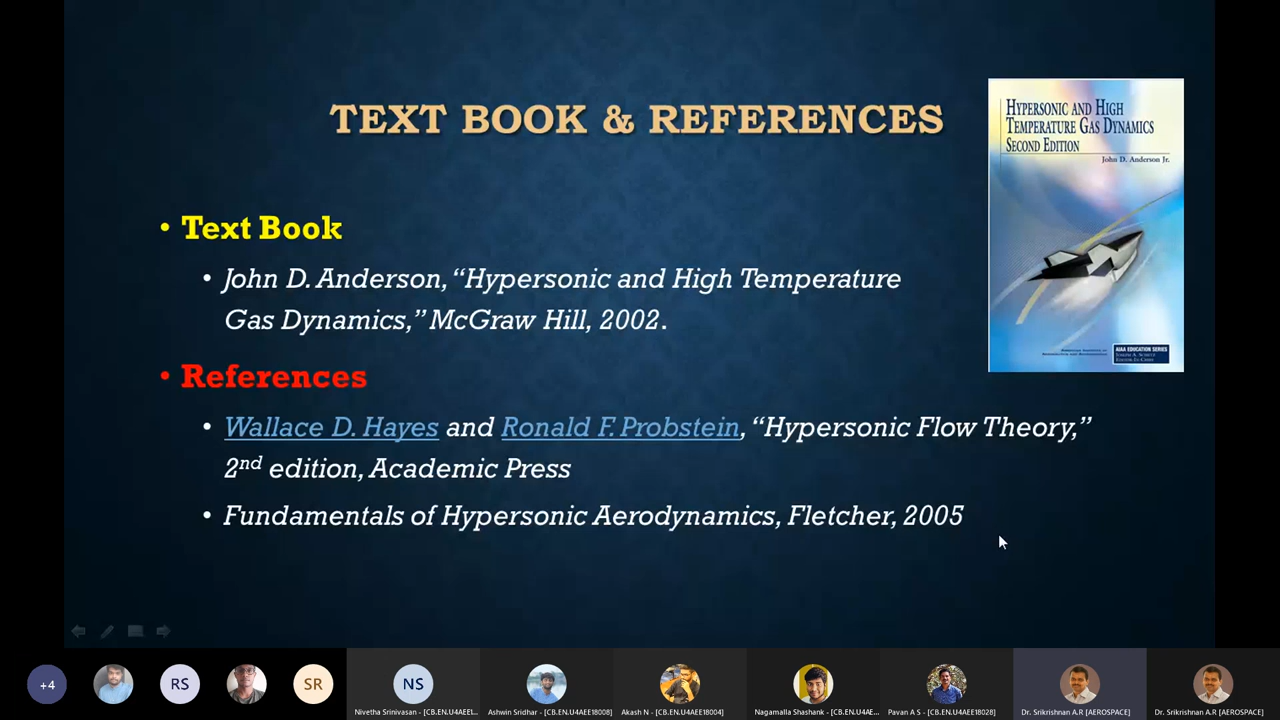 TEXT BOOK & REFERENCES
HYPERSONIC AND HIGH
TEMPERATURE GAS DYNAMICS
SECOND EDITION
John D. Anderson Jr.
• Text Book
• John D. Anderson, “Hypersonic and High Temperature
Gas Dynamics,” McGraw Hill, 2002.
AIAA EDUCATION SERIES
• References
• Wallace D. Hayes and Ronald F. Probstein, “Hypersonic Flow Theory,”
2nd edition, Academic Press
• Fundamentals of Hypersonic Aerodynamics, Fletcher, 2005
+4
RS
SR
NS
Nivetha Srinivasan - [CB.EN.U4AEE...
Ashwin Sridhar - [CB.EN.U4AEE18008]
Akash N - [CB.EN.U4AEE18004]
Nagamalla Shashank - [CB.EN.U4AE...
Pavan A S - [CB.EN.U4AEE18028]
Dr. Srikrishnan A.R [AEROSPACE]
Dr. Srikrishnan A.R [AEROSPACE]